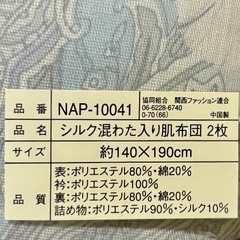 品番 NAP-10041
協同組合 関西ファッション連合
06-6228-6740
0-70(66) 中国製
品名 シルク混わた入り肌布団 2枚
サイズ 約140×190cm
品質
表:ポリエステル80%・綿20%
衿:ポリエステル100%
裏:ポリエステル80%・綿20%
詰め物:ポリエステル90%・シルク10%